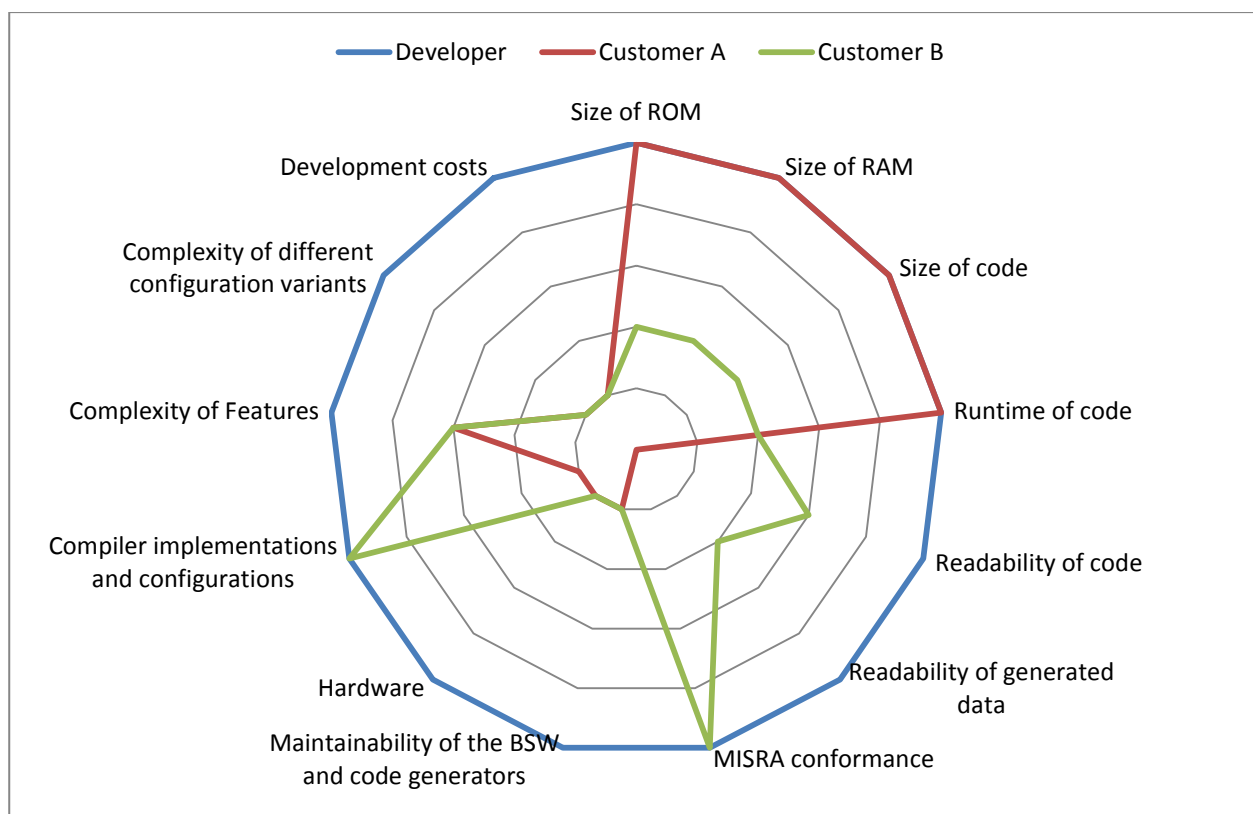 Developer
Customer A
Customer B
Size of ROM
Size of RAM
Size of code
Runtime of code
Readability of code
Readability of generated
data
MISRA conformance
Maintainability of the BSW
and code generators
Hardware
Compiler implementations
and configurations
Complexity of Features
Complexity of different
configuration variants
Development costs